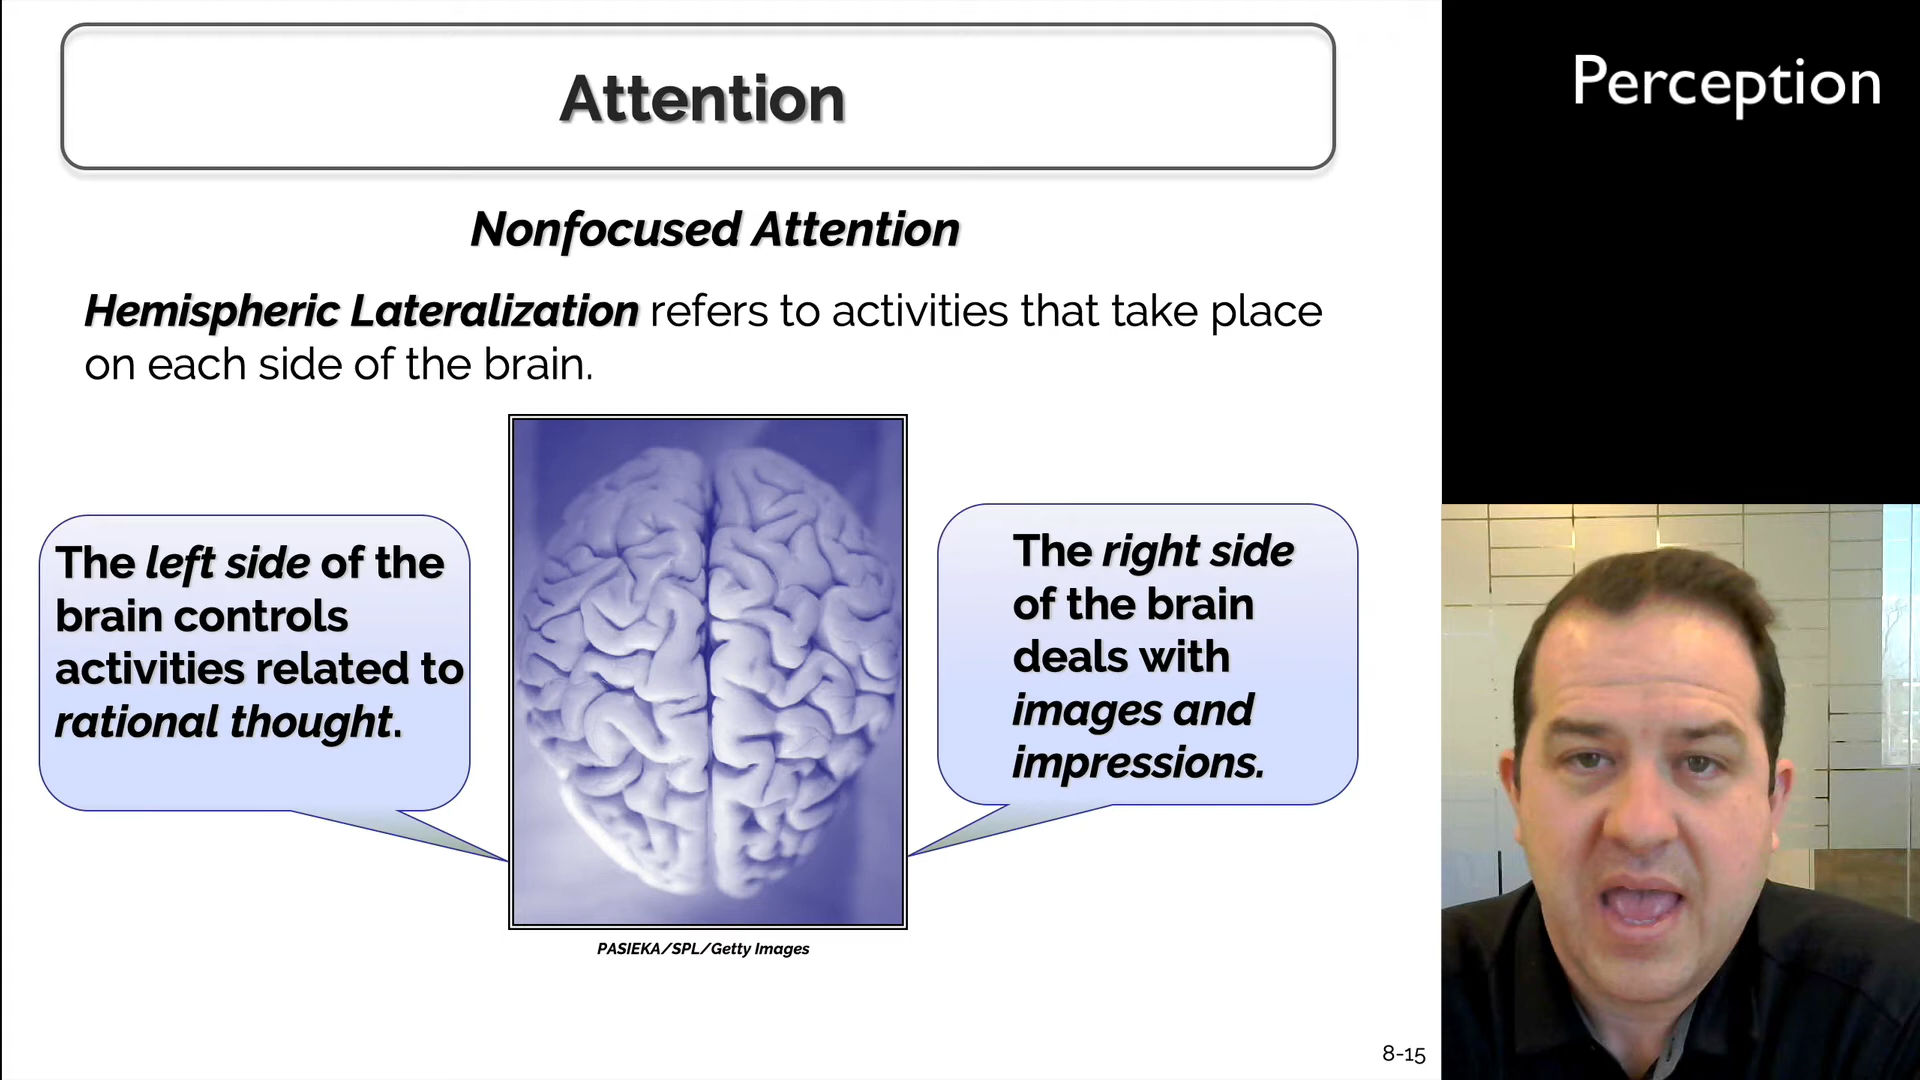 Attention
Perception
Nonfocused Attention
Hemispheric Lateralization refers to activities that take place
on each side of the brain.
The left side of the
brain controls
activities related to
rational thought.
The right side
of the brain
deals with
images and
impressions.
PASIEKA/SPL/Getty Images
8-15